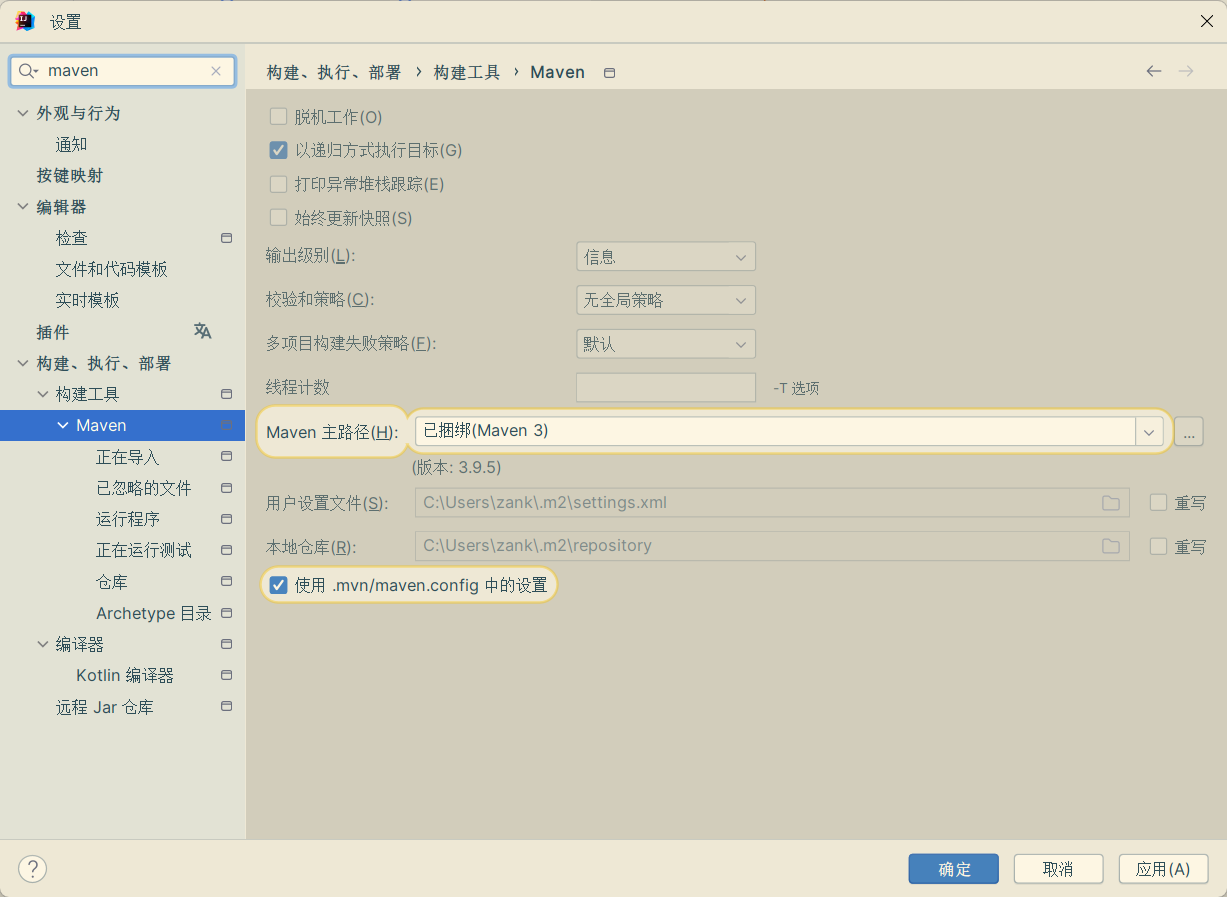 设置
maven
外观与行为
通知
按键映射
编辑器
检查
文件和代码模板
实时模板
插件
构建、执行、部署
构建工具
Maven
正在导入
已忽略的文件
运行程序
正在运行测试
仓库
Archetype 目录
编译器
Kotlin 编译器
远程 Jar 仓库
构建、执行、部署 › 构建工具 › Maven
脱机工作(O)
以递归方式执行目标(G)
打印异常堆栈跟踪(E)
始终更新快照(S)
输出级别(L): 信息
校验和策略(C): 无全局策略
多项目构建失败策略(F): 默认
线程计数 -T 选项
Maven 主路径(H): 已捆绑(Maven 3) ...
(版本: 3.9.5)
用户设置文件(S): C:\Users\zank\.m2\settings.xml 重写
本地仓库(R): C:\Users\zank\.m2\repository 重写
使用 .mvn/maven.config 中的设置
? 确定 取消 应用(A)